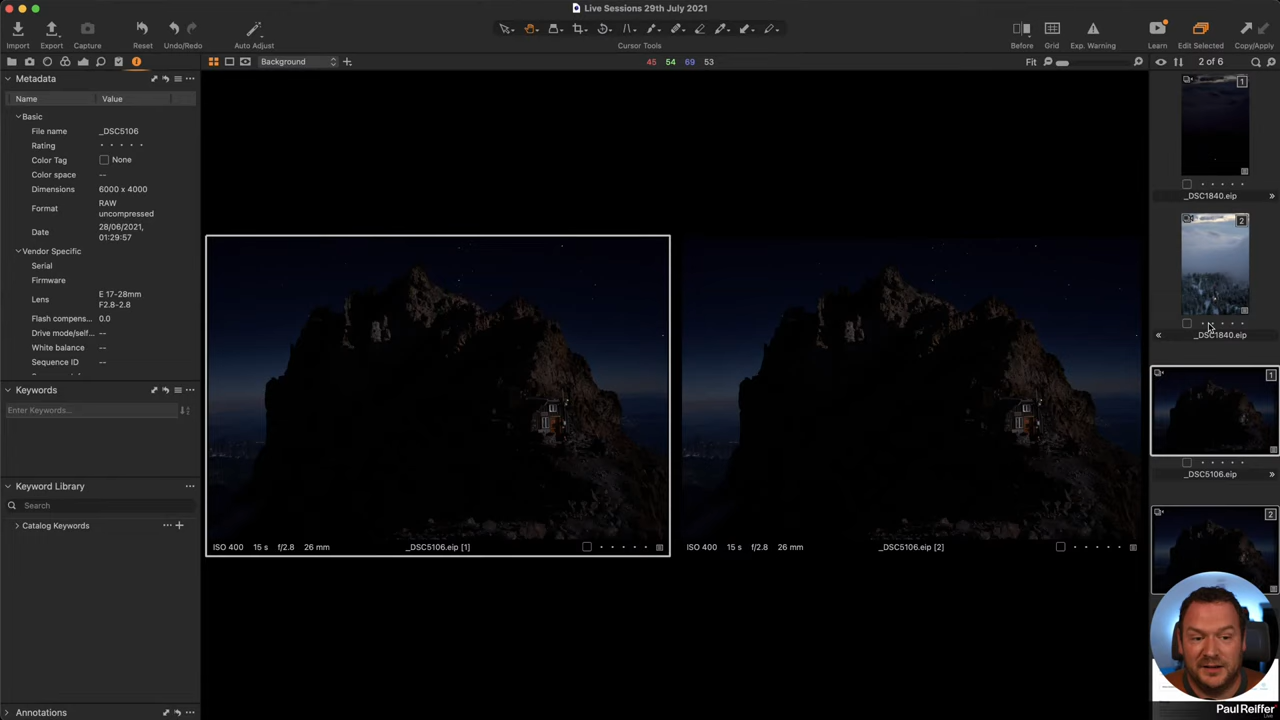 Live Sessions 29th July 2021
Import
Export
Capture
Reset
Undo/Redo
Auto Adjust
Cursor Tools
Before
Grid
Exp. Warning
Learn
Edit Selected
Copy/Apply
Background
45 54 69 53
Fit
2 of 6
Metadata
Name Value
Basic
File name _DSC5106
Rating
Color Tag None
Color space --
Dimensions 6000 x 4000
Format RAW
uncompressed
Date 28/06/2021,
01:29:57
Vendor Specific
Serial
Firmware
Lens E 17-28mm
F2.8-2.8
Flash compens... 0.0
Drive mode/self... --
White balance --
Sequence ID --
Keywords
Enter Keywords...
Keyword Library
Search
Catalog Keywords
Annotations
ISO 400 15 s f/2.8 26 mm _DSC5106.eip [1]
ISO 400 15 s f/2.8 26 mm _DSC5106.eip [2]
1
_DSC1840.eip
2
_DSC1840.eip
1
_DSC5106.eip
2
PaulReiffer
Live